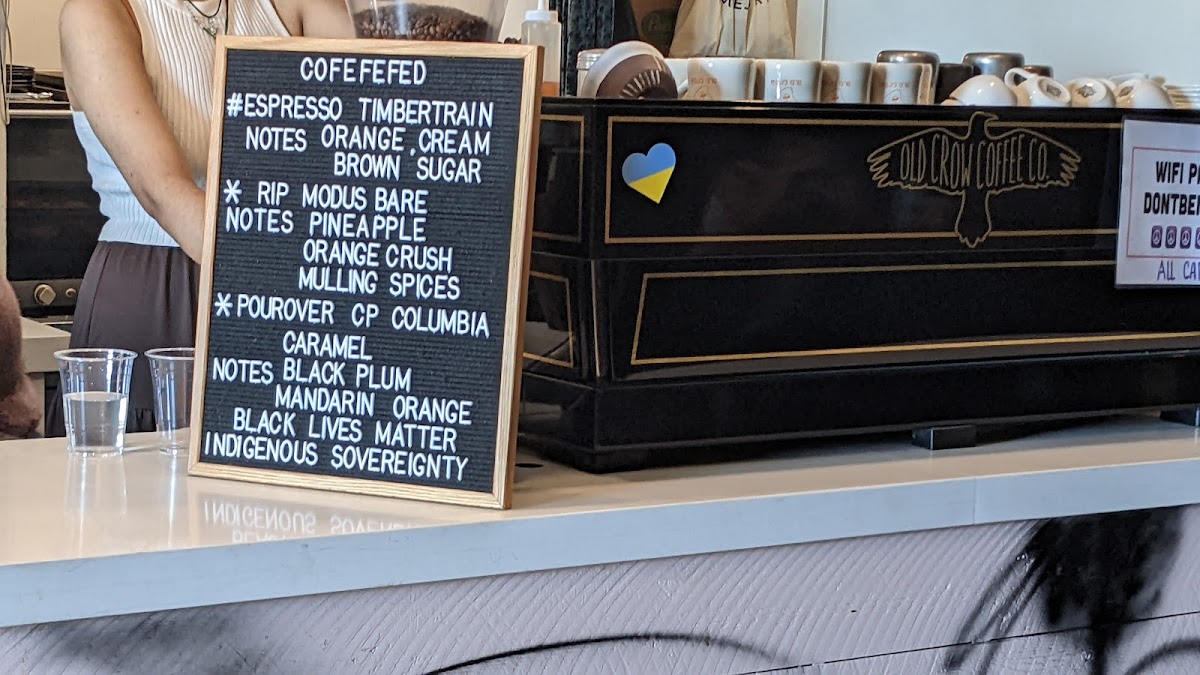 COFEFEFED
#ESPRESSO TIMBERTRAIN
NOTES ORANGE,CREAM
BROWN SUGAR
* RIP MODUS BARE
NOTES PINEAPPLE
ORANGE CRUSH
MULLING SPICES
*POUROVER CP COLUMBIA
CARAMEL
NOTES BLACK PLUM
MANDARIN ORANGE
BLACK LIVES MATTER
INDIGENOUS SOVEREIGNTY
OLD CROW COFFEE CO.
WIFI
ALL